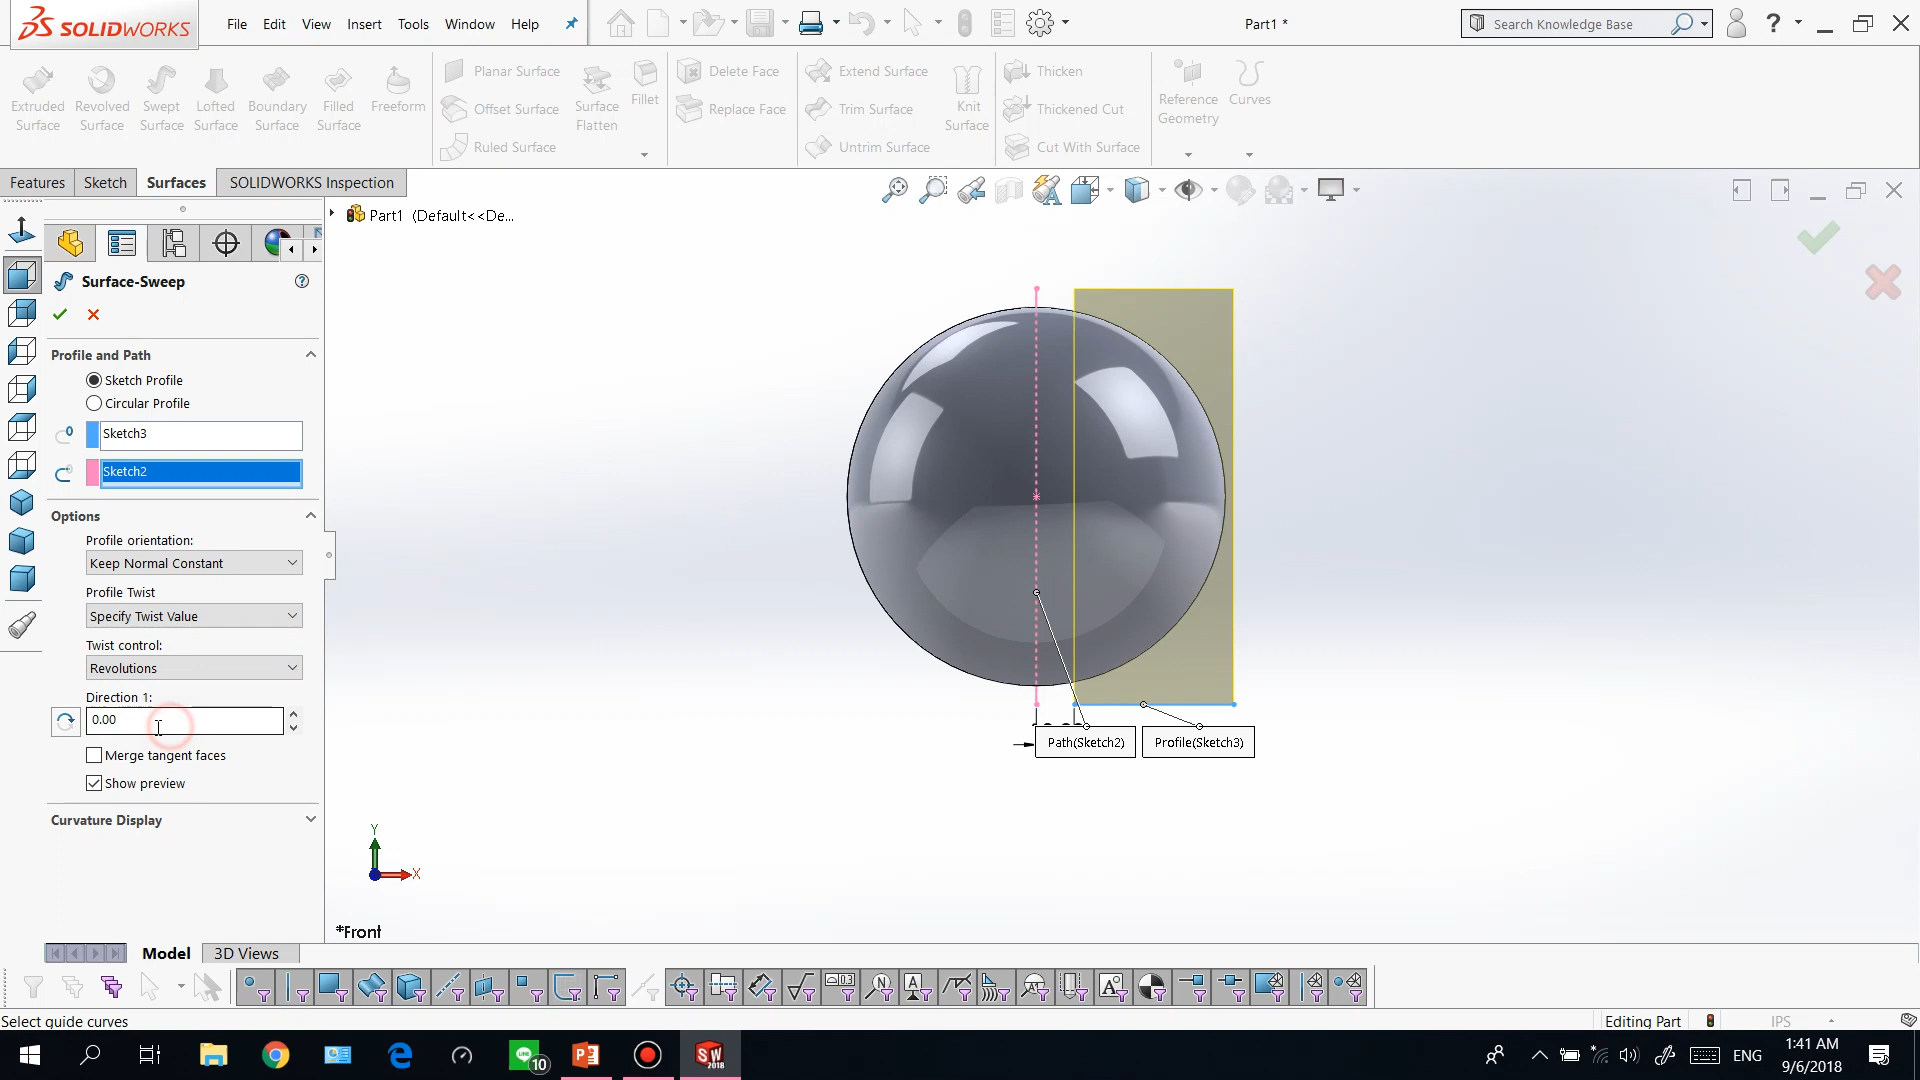 SOLIDWORKS
File Edit View Insert Tools Window Help
Part1 *
Search Knowledge Base
?
Extruded Surface
Revolved Surface
Swept Surface
Lofted Surface
Boundary Surface
Filled Surface
Freeform
Planar Surface
Offset Surface
Ruled Surface
Surface Flatten
Fillet
Delete Face
Replace Face
Extend Surface
Trim Surface
Untrim Surface
Knit Surface
Thicken
Thickened Cut
Cut With Surface
Reference Geometry
Curves
Features Sketch Surfaces SOLIDWORKS Inspection
Part1 (Default<<De...
Surface-Sweep
Profile and Path
Sketch Profile
Circular Profile
Sketch3
Sketch2
Options
Profile orientation:
Keep Normal Constant
Profile Twist
Specify Twist Value
Twist control:
Revolutions
Direction 1:
0.00
Merge tangent faces
Show preview
Curvature Display
Path(Sketch2) Profile(Sketch3)
Y
X
*Front
Model 3D Views
Select guide curves
Editing Part
IPS
10
SW
2018
ENG
1:41 AM
9/6/2018